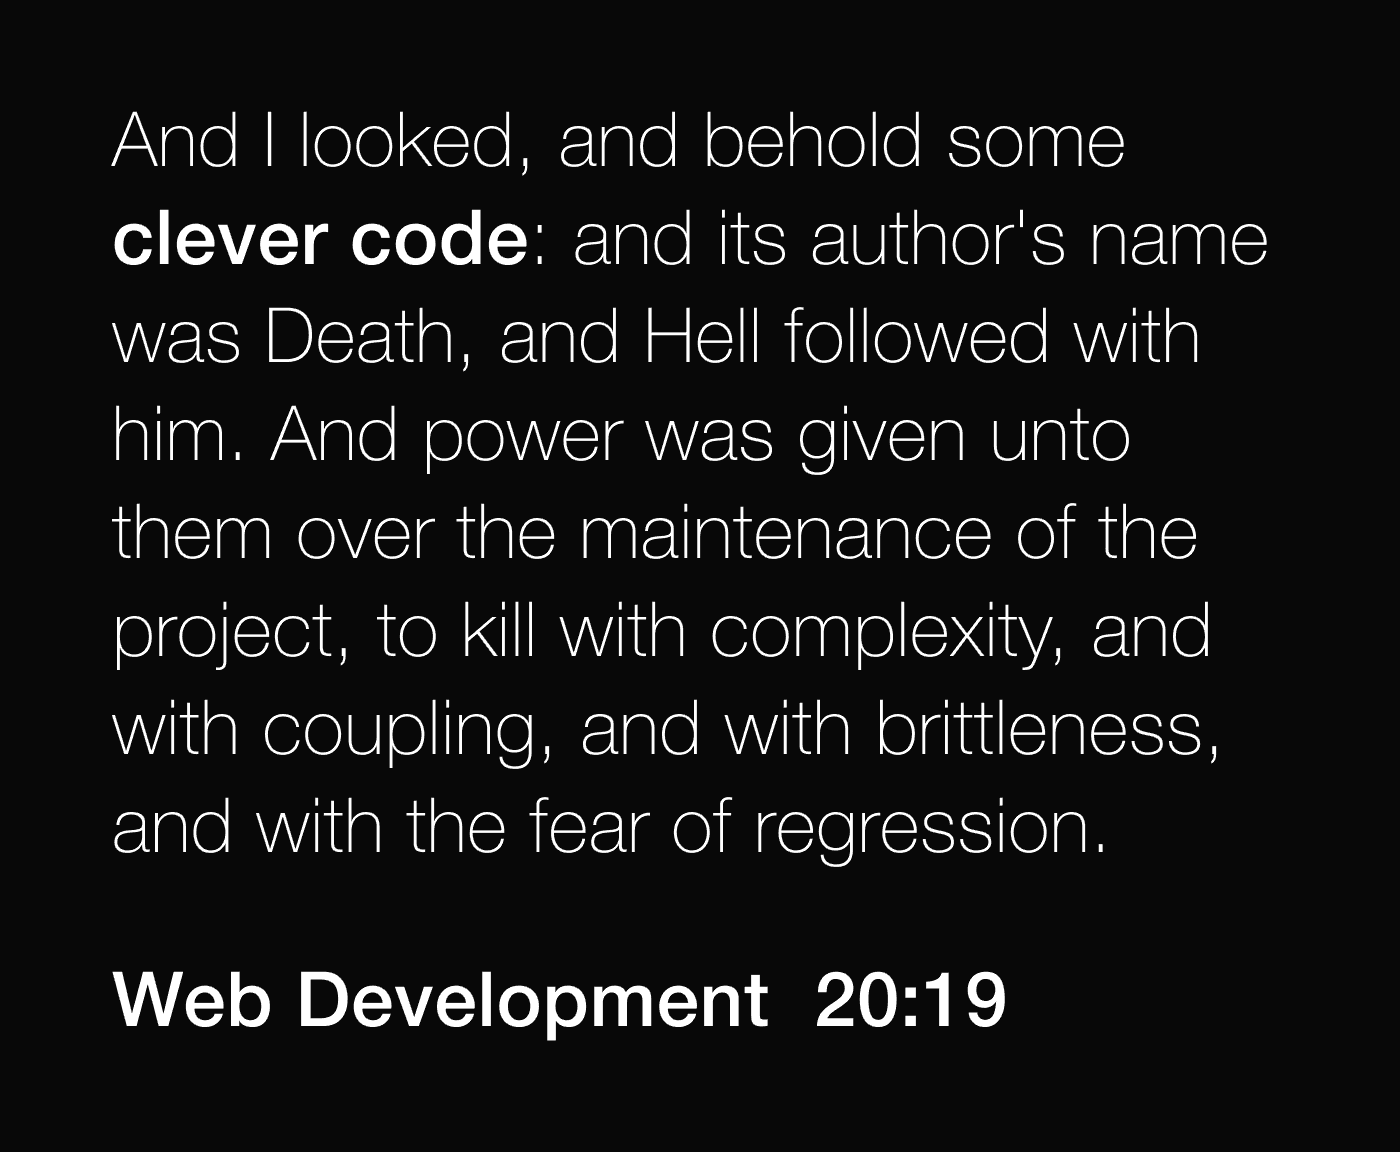 And I looked, and behold some
clever code: and its author's name
was Death, and Hell followed with
him. And power was given unto
them over the maintenance of the
project, to kill with complexity, and
with coupling, and with brittleness,
and with the fear of regression.
Web Development 20:19